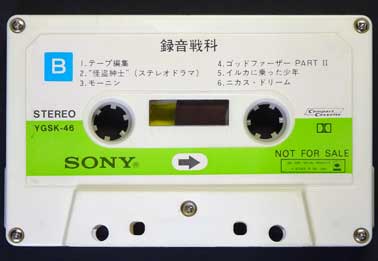 録音戦科
B
1.テープ編集
2."怪盗紳士"(ステレオドラマ)
3.モーニン
4.ゴッドファーザー PART II
5.イルカに乗った少年
6.ニカス・ドリーム
STEREO
YGSK-46
Compact
Cassette
SONY®
NOT FOR SALE